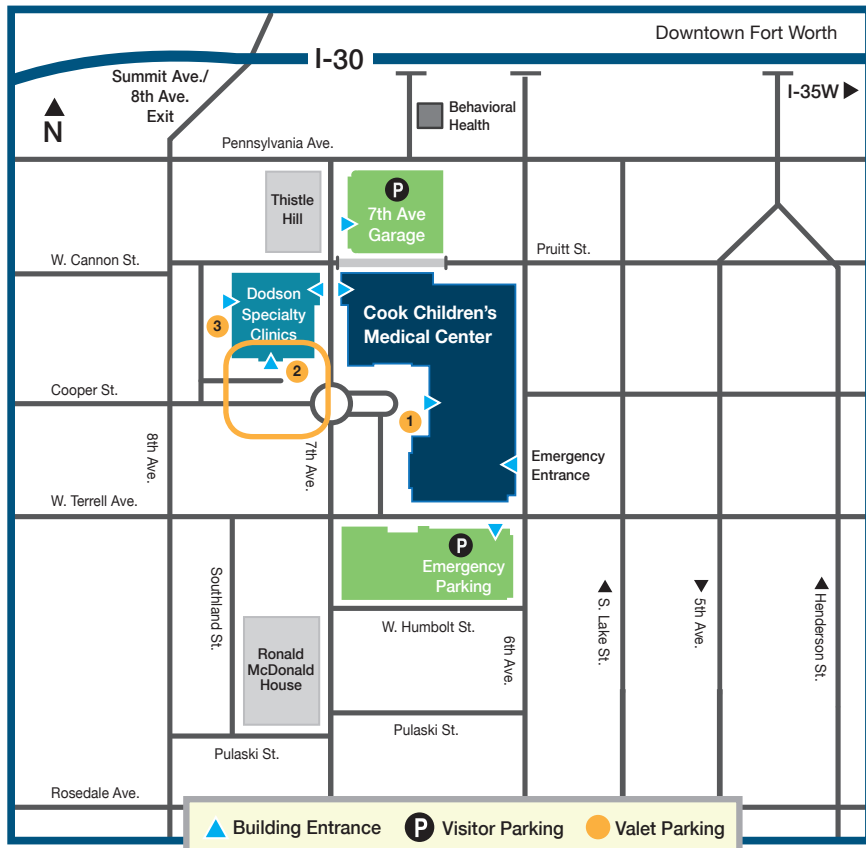 Downtown Fort Worth
I-30
Summit Ave./
8th Ave.
Exit
I-35W
N
Behavioral
Health
Pennsylvania Ave.
P
Thistle
Hill
7th Ave
Garage
W. Cannon St.
Pruitt St.
Dodson
Specialty
Clinics
Cook Children's
Medical Center
3
2
Cooper St.
1
8th Ave.
7th Ave.
Emergency
Entrance
W. Terrell Ave.
P
Emergency
Parking
Southland St.
S. Lake St.
5th Ave.
Henderson St.
W. Humbolt St.
6th Ave.
Ronald
McDonald
House
Pulaski St.
Pulaski St.
Rosedale Ave.
Building Entrance P Visitor Parking Valet Parking